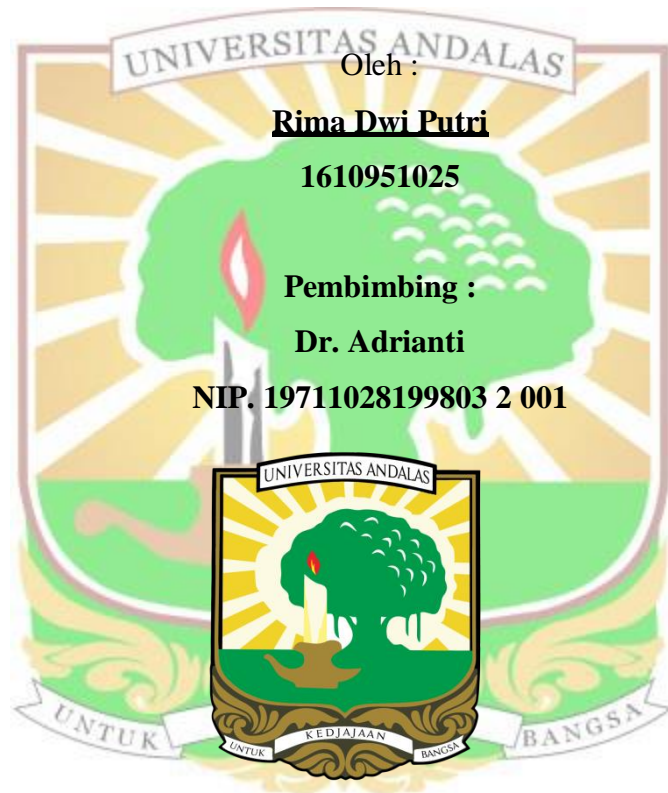 UNIVERSITAS ANDALAS
Oleh :
Rima Dwi Putri
1610951025
Pembimbing :
Dr. Adrianti
NIP. 19711028199803 2 001
UNIVERSITAS ANDALAS
UNTUK KEDJAJAAN BANGSA
UNTUK BANGSA